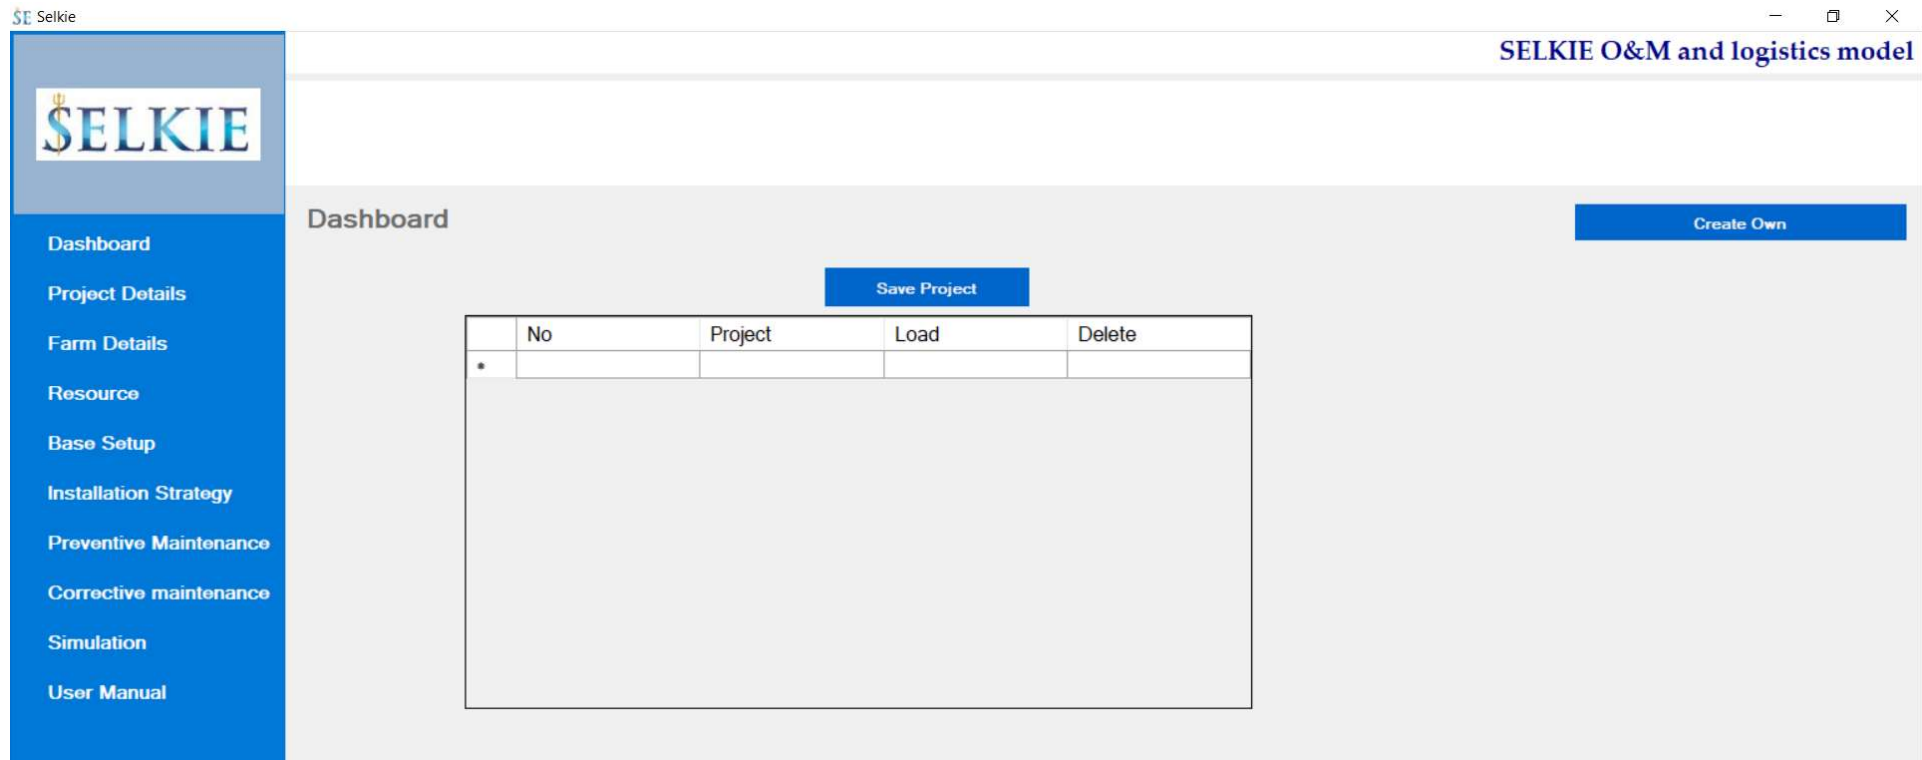 SE Selkie
SELKIE O&M and logistics model
SELKIE
Dashboard
Project Details
Farm Details
Resource
Base Setup
Installation Strategy
Preventive Maintenance
Corrective maintenance
Simulation
User Manual
Dashboard
Create Own
Save Project
No Project Load Delete
*